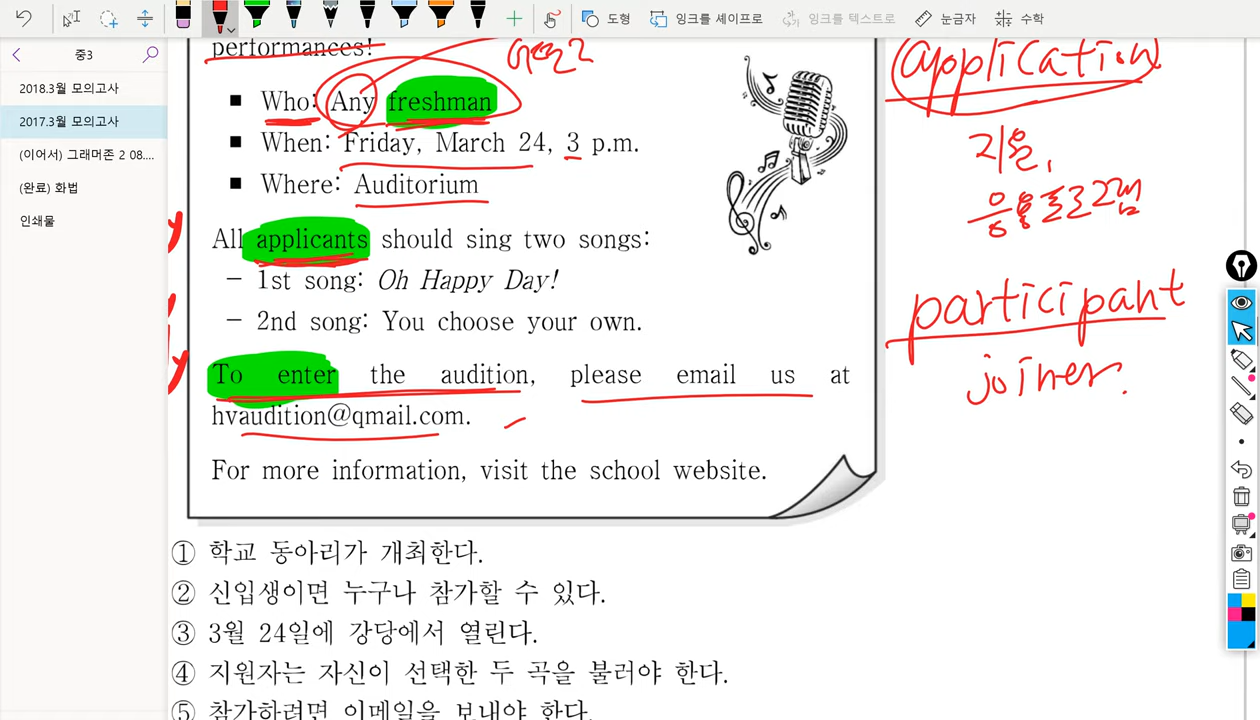 도형
잉크를 셰이프로
잉크를 텍스트로
눈금자
수학
중3
2018.3월 모의고사
2017.3월 모의고사
(이어서) 그래머존 2 08....
(완료) 화법
인쇄물
performances!
■ Who: Any freshman
■ When: Friday, March 24, 3 p.m.
■ Where: Auditorium
All applicants should sing two songs:
- 1st song: Oh Happy Day!
- 2nd song: You choose your own.
To enter the audition, please email us at
hvaudition@qmail.com.
For more information, visit the school website.
application
지원,
응용프로그램
participant
joiner.
① 학교 동아리가 개최한다.
② 신입생이면 누구나 참가할 수 있다.
③ 3월 24일에 강당에서 열린다.
④ 지원자는 자신이 선택한 두 곡을 불러야 한다.
⑤ 참가하려면 이메일을 보내야 한다.